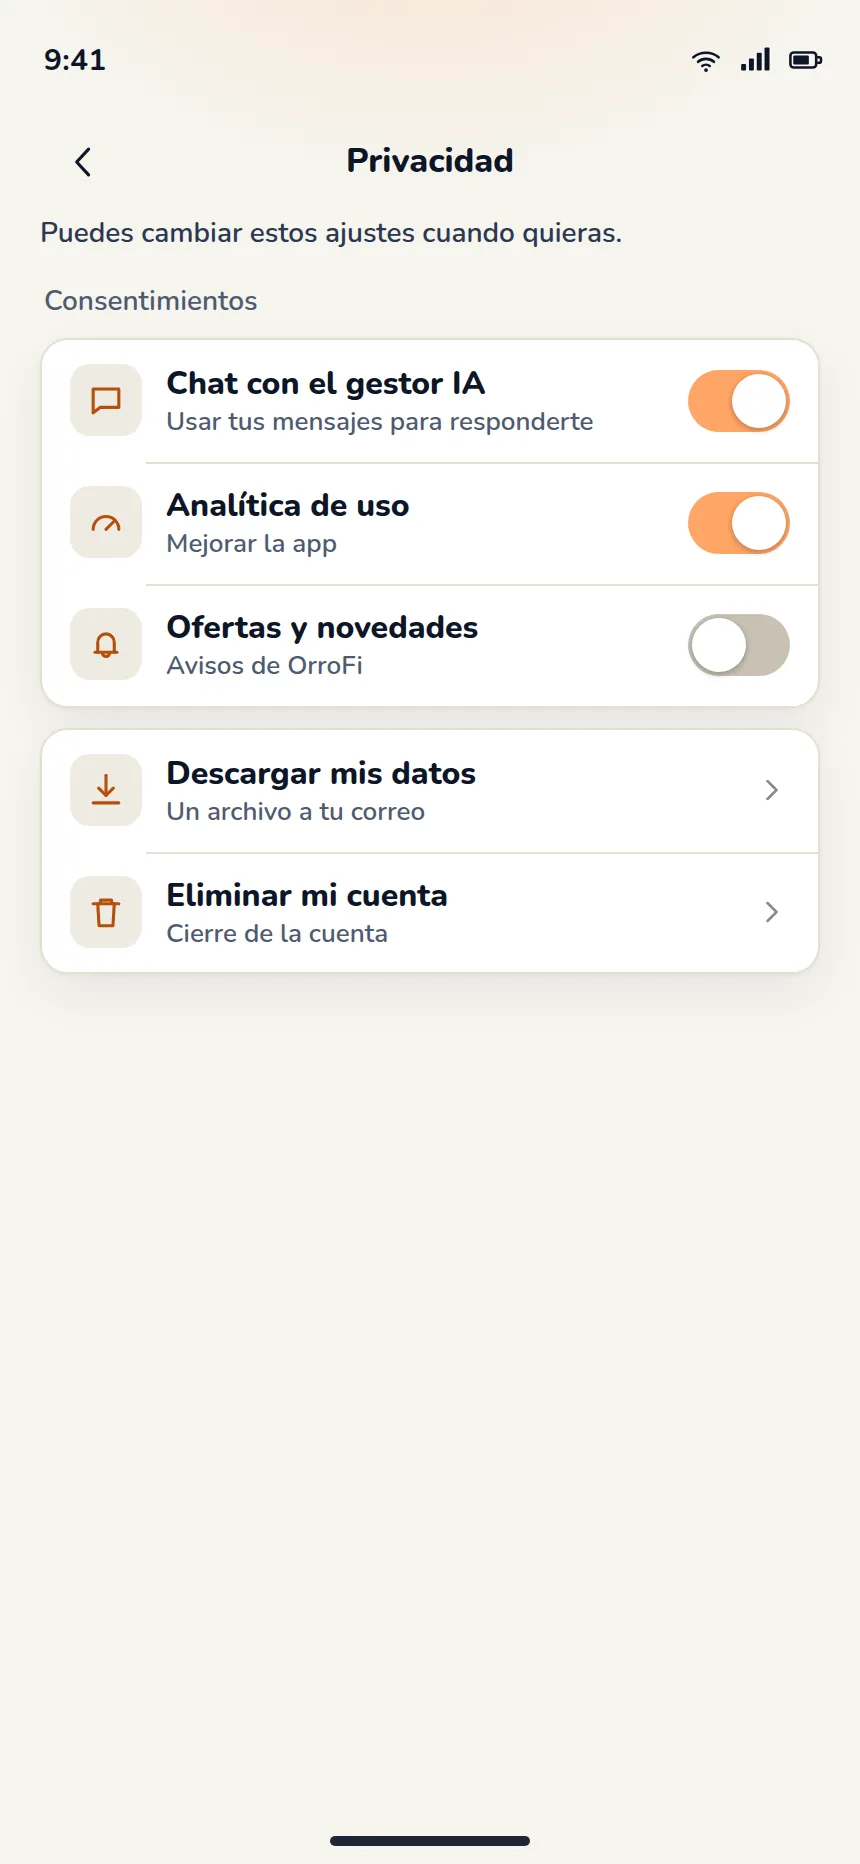 9:41
Privacidad
Puedes cambiar estos ajustes cuando quieras.
Consentimientos
Chat con el gestor IA
Usar tus mensajes para responderte
Analítica de uso
Mejorar la app
Ofertas y novedades
Avisos de OrroFi
Descargar mis datos
Un archivo a tu correo
Eliminar mi cuenta
Cierre de la cuenta